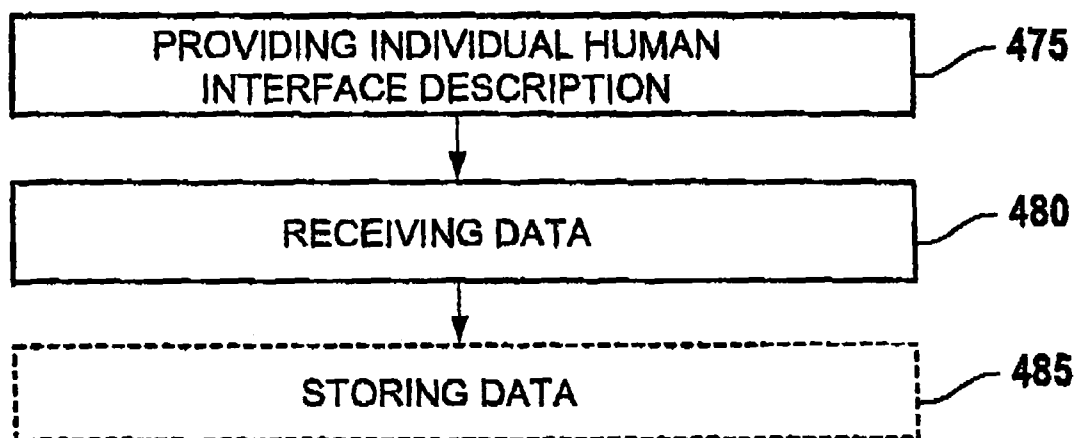 PROVIDING INDIVIDUAL HUMAN
INTERFACE DESCRIPTION
475
RECEIVING DATA
480
STORING DATA
485